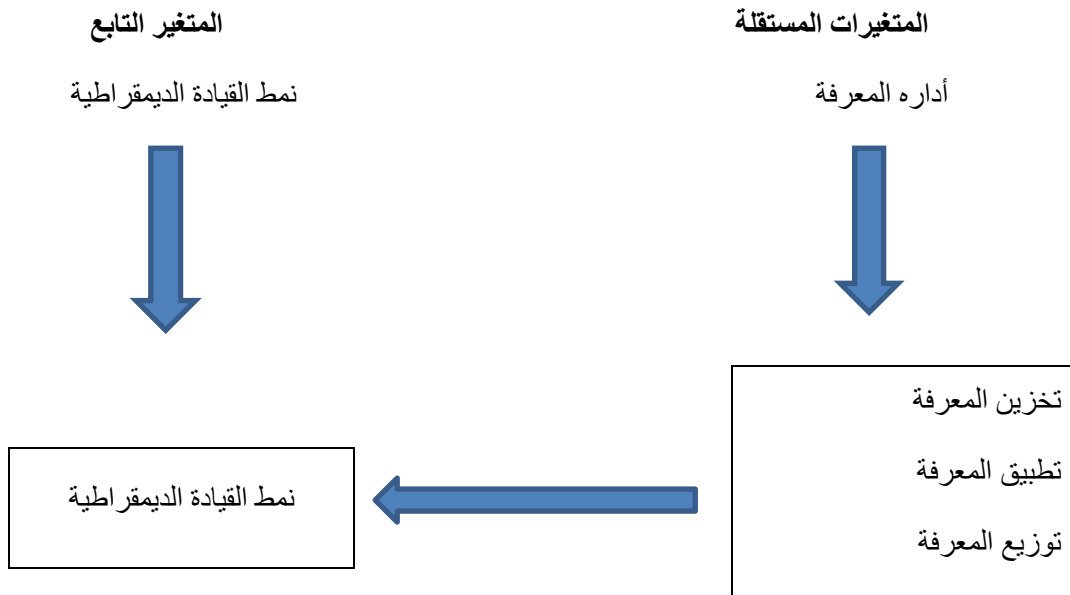 المتغيرات المستقلة
المتغير التابع
أداره المعرفة
نمط القيادة الديمقراطية
تخزين المعرفة
تطبيق المعرفة
توزيع المعرفة
نمط القيادة الديمقراطية